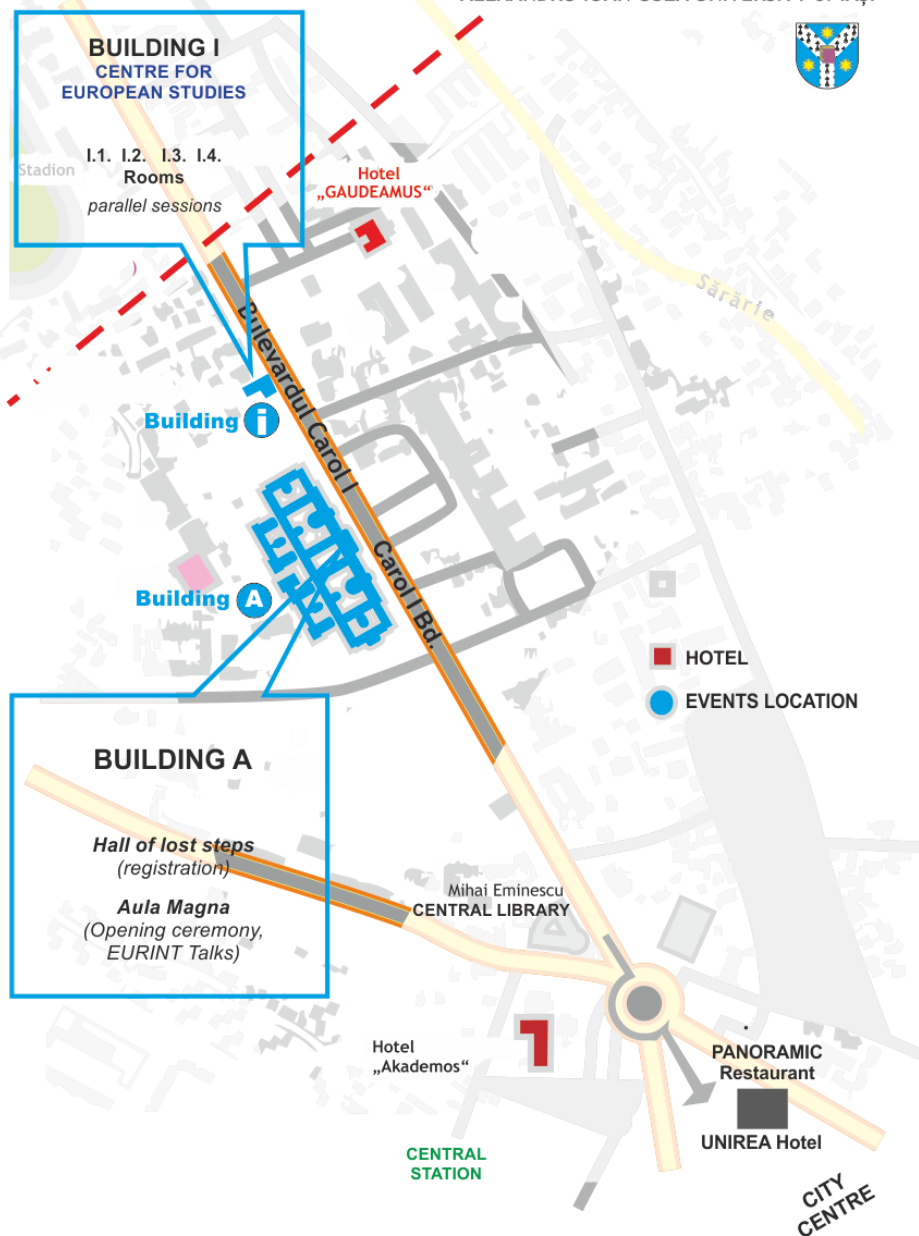 BUILDING I
CENTRE FOR
EUROPEAN STUDIES
I.1. I.2. I.3. I.4.
Rooms
parallel sessions
Stadion
Hotel
„GAUDEAMUS“
Sărărie
Bulevardul Carol I
Carol I Bd.
Building i
Building A
HOTEL
EVENTS LOCATION
BUILDING A
Hall of lost steps
(registration)
Aula Magna
(Opening ceremony,
EURINT Talks)
Mihai Eminescu
CENTRAL LIBRARY
Hotel
„Akademos“
PANORAMIC
Restaurant
UNIREA Hotel
CENTRAL
STATION
CITY
CENTRE